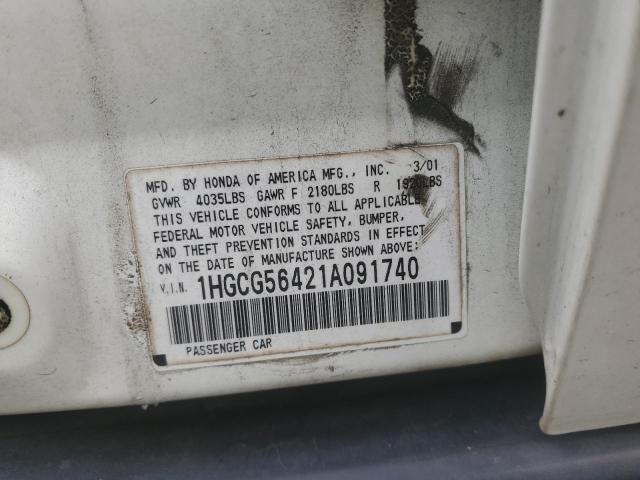 MFD. BY HONDA OF AMERICA MFG., INC. 3/01
GVWR 4035LBS GAWR F 2180LBS R
THIS VEHICLE CONFORMS TO ALL APPLICABLE
FEDERAL MOTOR VEHICLE SAFETY, BUMPER,
AND THEFT PREVENTION STANDARDS IN EFFECT
ON THE DATE OF MANUFACTURE SHOWN ABOVE:
V.I.N. 1HGCG56421A091740
PASSENGER CAR